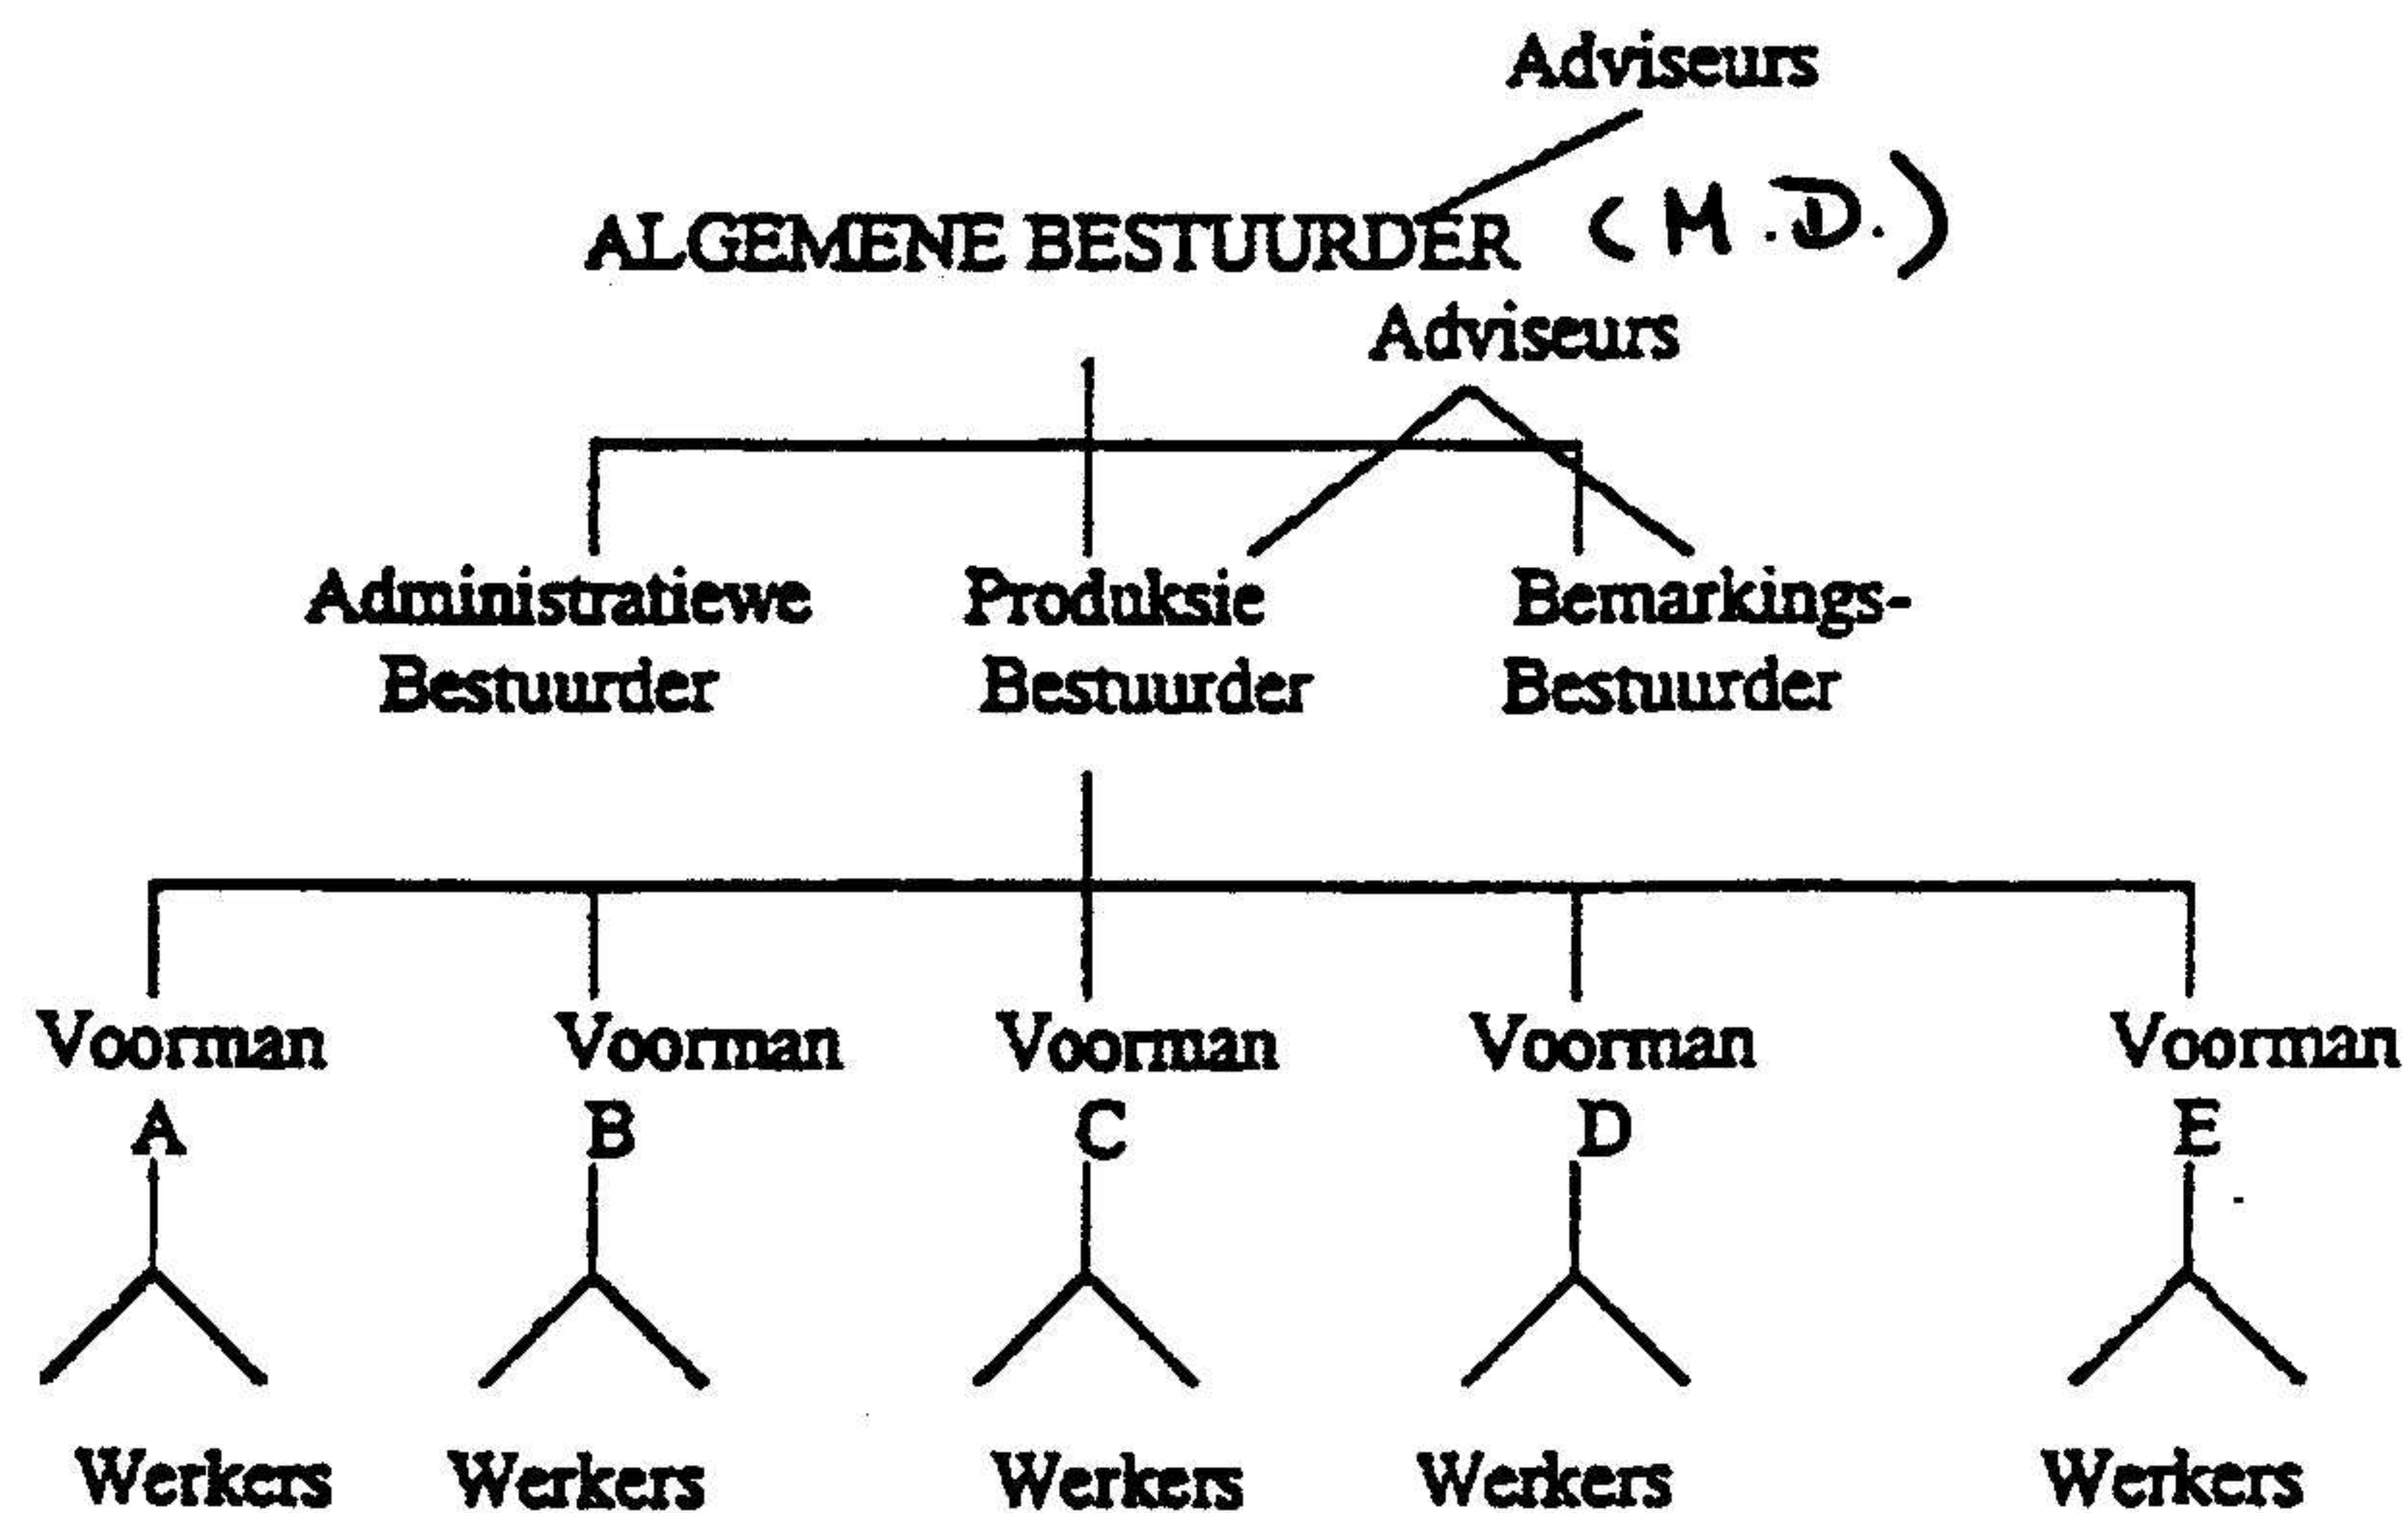 Adviseurs
ALGEMENE BESTUURDER (M.D.)
Adviseurs
Administratiewe Produksie Bemarkings-
Bestuurder Bestuurder Bestuurder
Voorman Voorman Voorman Voorman Voorman
A B C D E
Werkers Werkers Werkers Werkers Werkers